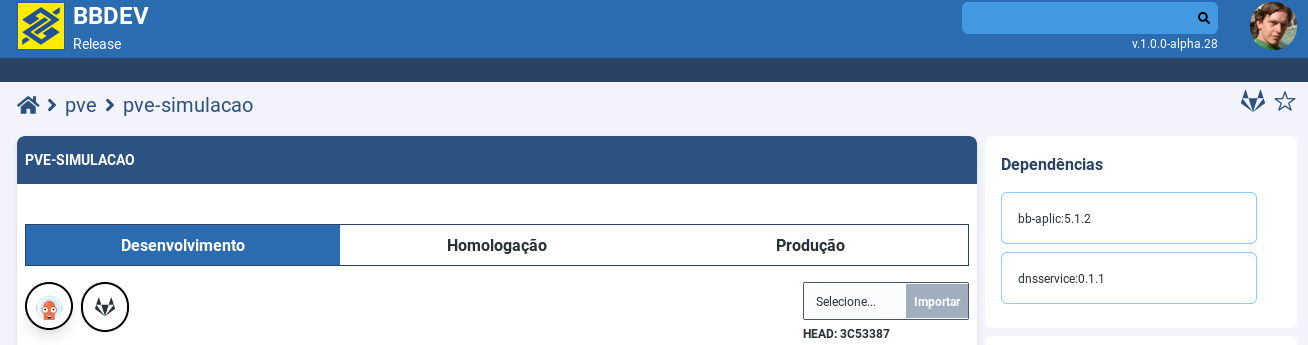 BBDEV
Release
v.1.0.0-alpha.28
pve
pve-simulacao
PVE-SIMULACAO
Desenvolvimento
Homologação
Produção
Selecione...
Importar
HEAD: 3C53387
Dependências
bb-aplic:5.1.2
dnsservice:0.1.1